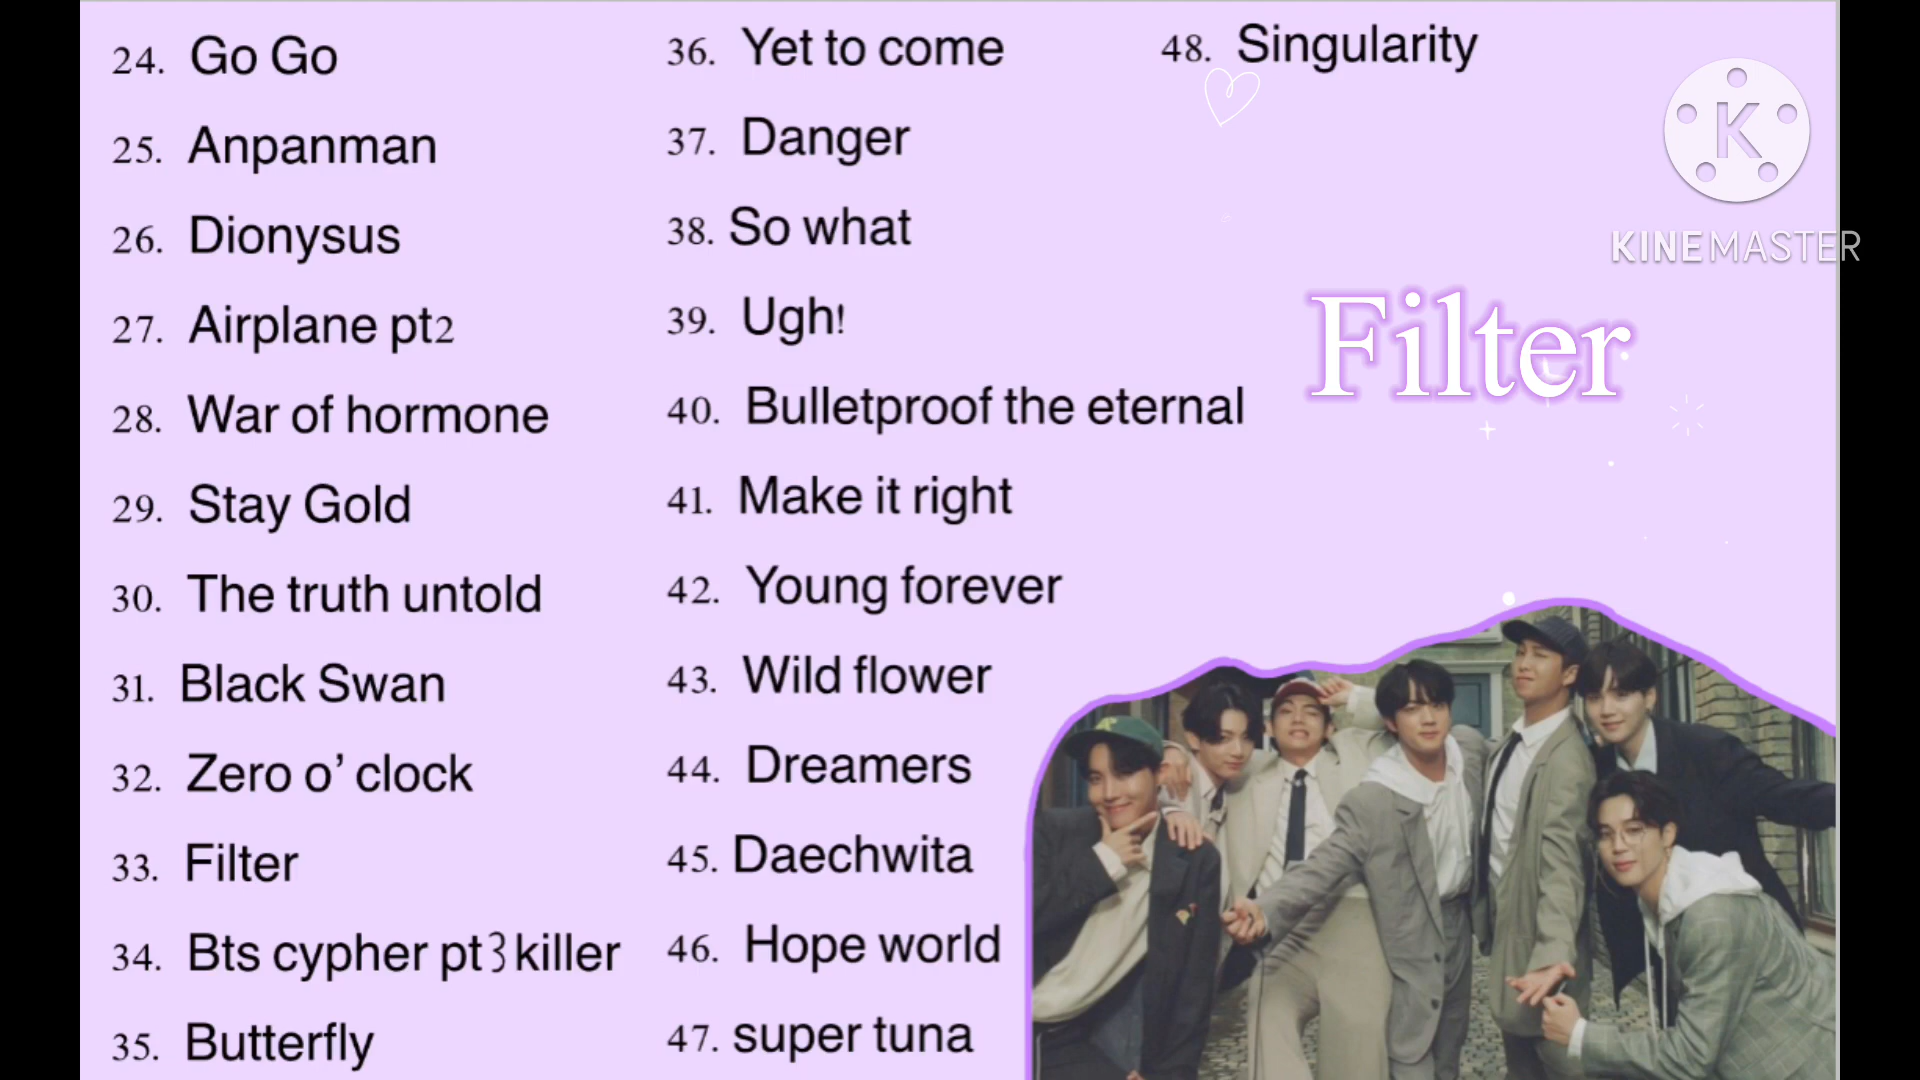 24. Go Go
25. Anpanman
26. Dionysus
27. Airplane pt2
28. War of hormone
29. Stay Gold
30. The truth untold
31. Black Swan
32. Zero o’ clock
33. Filter
34. Bts cypher pt 3 killer
35. Butterfly
36. Yet to come
37. Danger
38. So what
39. Ugh!
40. Bulletproof the eternal
41. Make it right
42. Young forever
43. Wild flower
44. Dreamers
45. Daechwita
46. Hope world
47. super tuna
48. Singularity
K
KINEMASTER
Filter